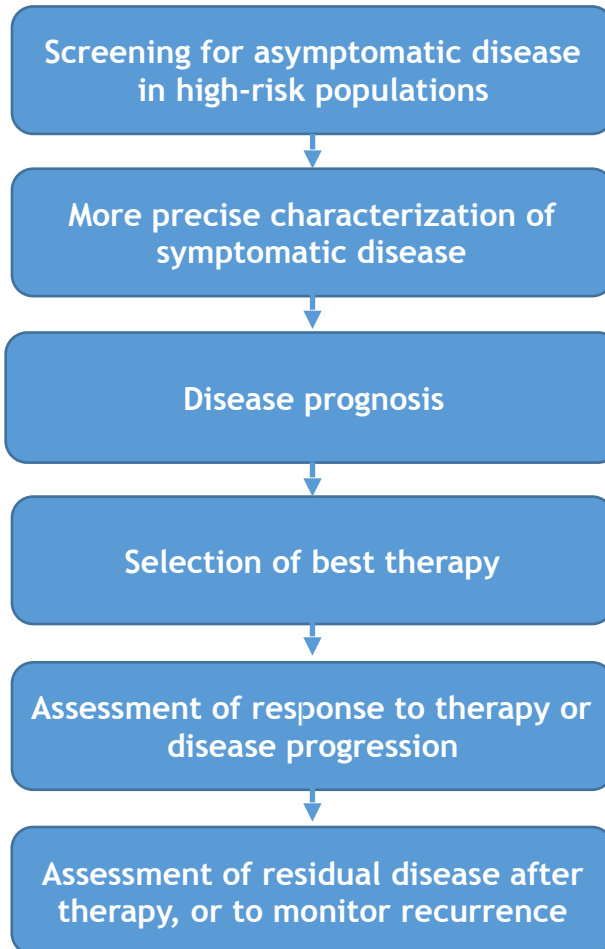 Screening for asymptomatic disease
in high-risk populations
More precise characterization of
symptomatic disease
Disease prognosis
Selection of best therapy
Assessment of response to therapy or
disease progression
Assessment of residual disease after
therapy, or to monitor recurrence